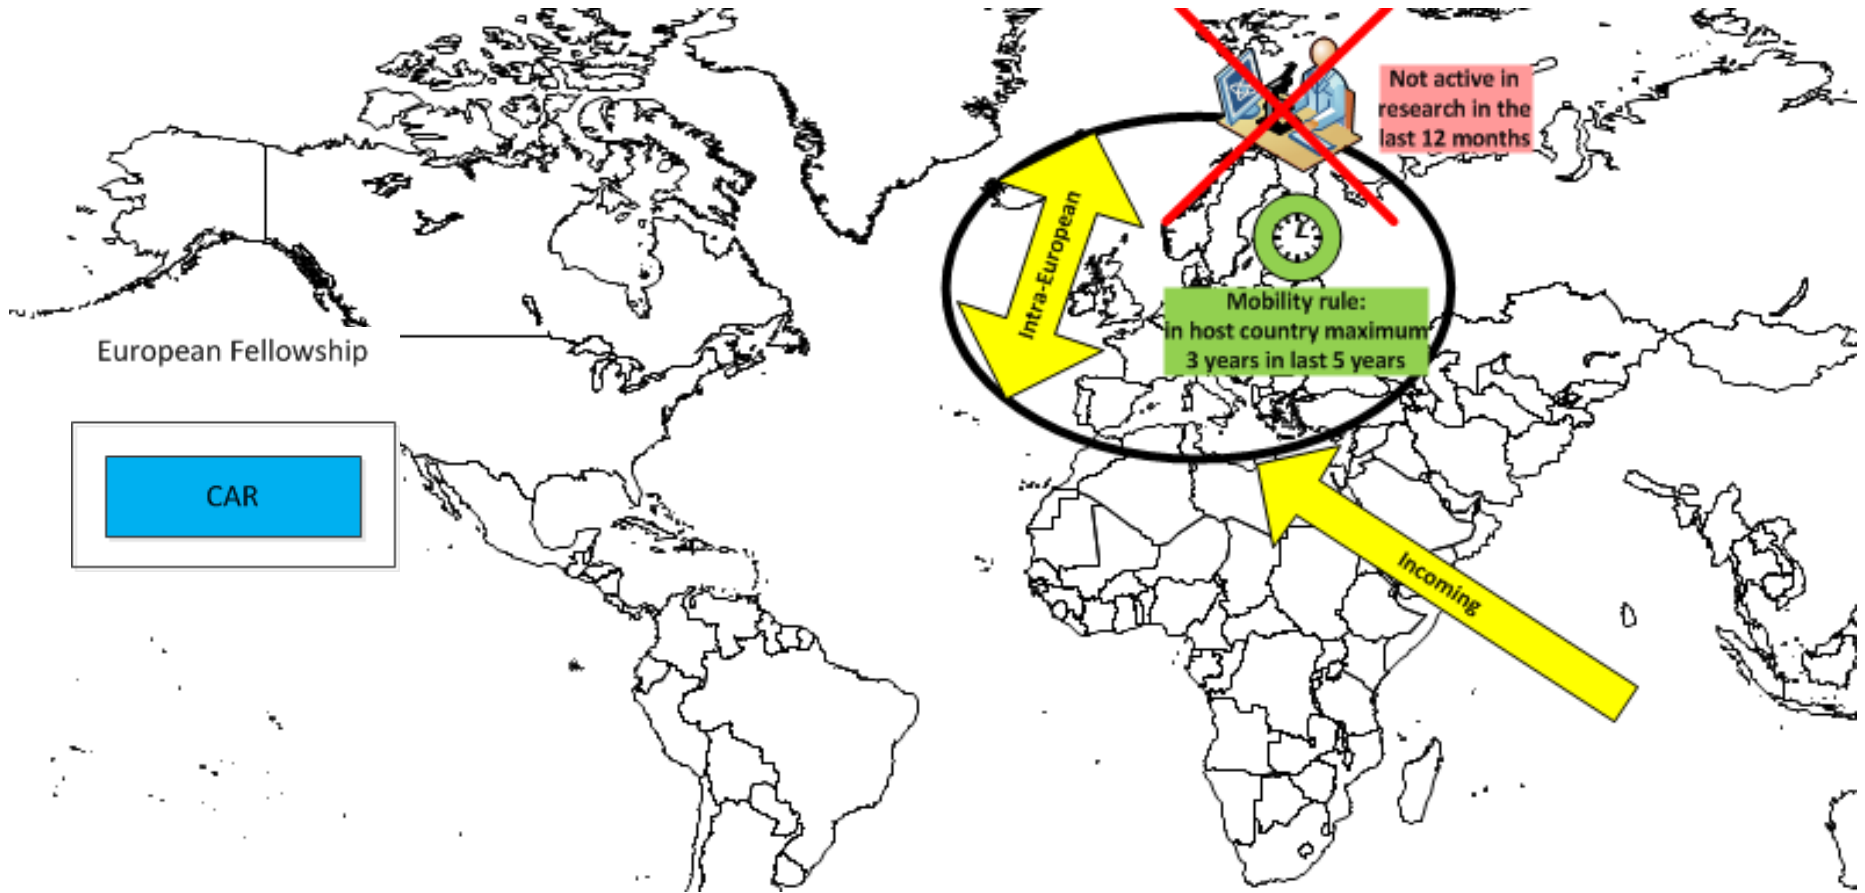 Not active in
research in the
last 12 months
Intra-European
Mobility rule:
in host country maximum
3 years in last 5 years
European Fellowship
CAR
Incoming